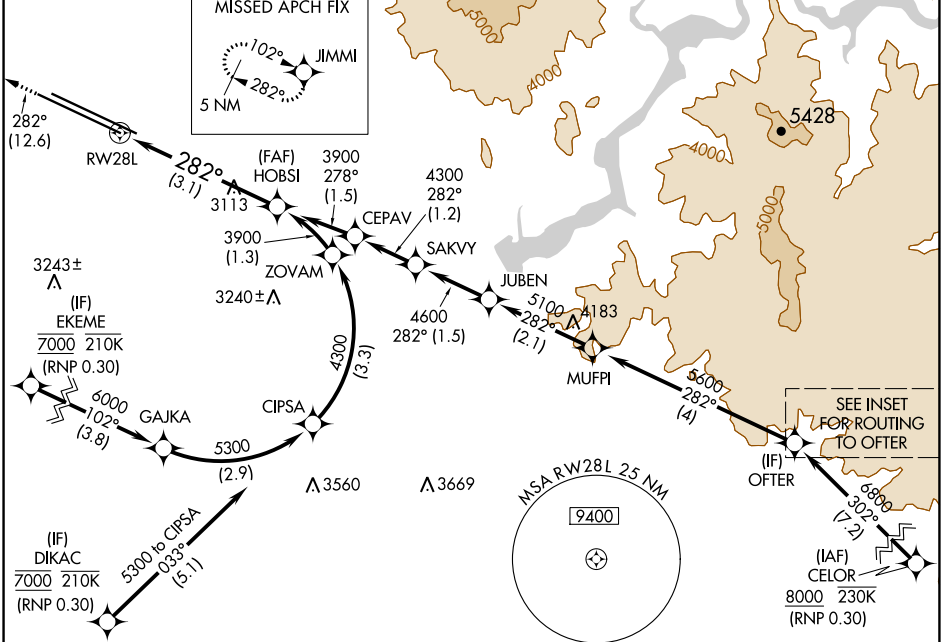 MISSED APCH FIX
102°
JIMMI
282°
5 NM
5000
4000
5428
4000
5000
282°
(12.6)
RW28L
282°
(3.1)
3113
(FAF)
HOBSI
3900
278°
(1.5)
4300
282°
(1.2)
CEPAV
3900
(1.3)
ZOVAM
SAKVY
JUBEN
4600
282° (1.5)
5100
282°
(2.1)
4183
MUFPI
3243±
3240±
(IF)
EKEME
7000 210K
(RNP 0.30)
6000
102°
(3.8)
GAJKA
5300
(2.9)
CIPSA
4300
(3.3)
5600
282°
(4)
SEE INSET
FOR ROUTING
TO OFTER
(IF)
OFTER
3560
3669
MSA RW28L 25 NM
9400
6800
302°
(7.2)
(IF)
DIKAC
7000 210K
(RNP 0.30)
5300 to CIPSA
033°
(5.1)
(IAF)
CELOR
8000 230K
(RNP 0.30)